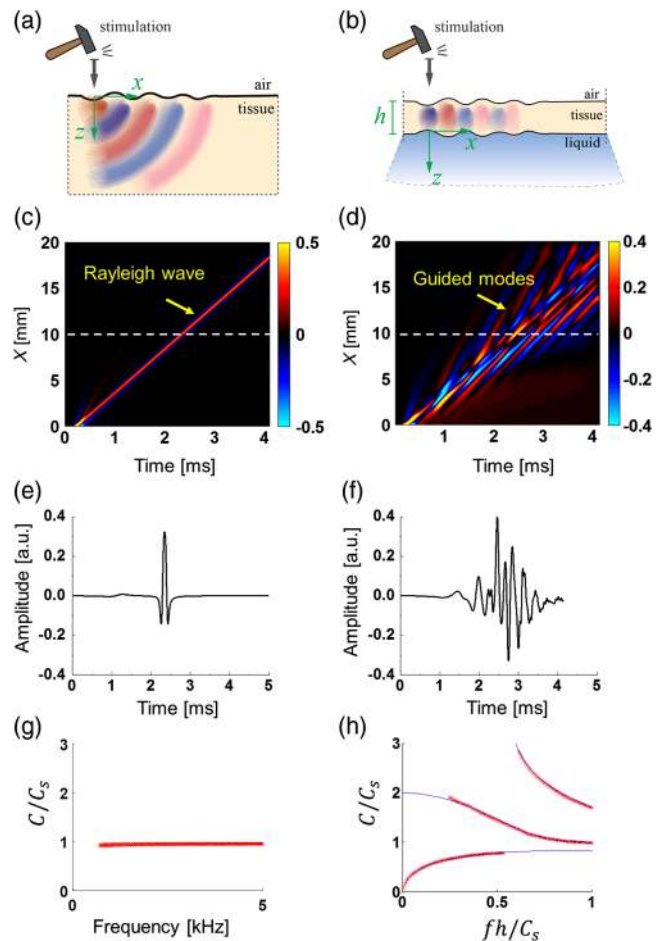 (a)
stimulation
x
air
tissue
z
(b)
stimulation
air
h
tissue
x
liquid
z
(c)
20
15
10
5
0
X [mm]
Rayleigh wave
0.5
0
-0.5
0 1 2 3 4
Time [ms]
(d)
20
15
10
5
0
X [mm]
Guided modes
0.4
0.2
0
-0.2
-0.4
0 1 2 3 4
Time [ms]
(e)
0.4
0.2
0.0
-0.2
-0.4
Amplitude [a.u.]
0 1 2 3 4 5
Time [ms]
(f)
0.4
0.2
0.0
-0.2
-0.4
Amplitude [a.u.]
0 1 2 3 4 5
Time [ms]
(g)
3
2
1
0
C/Cs
0 5
Frequency [kHz]
(h)
3
2
1
0
C/Cs
0 0.5 1
fh/Cs